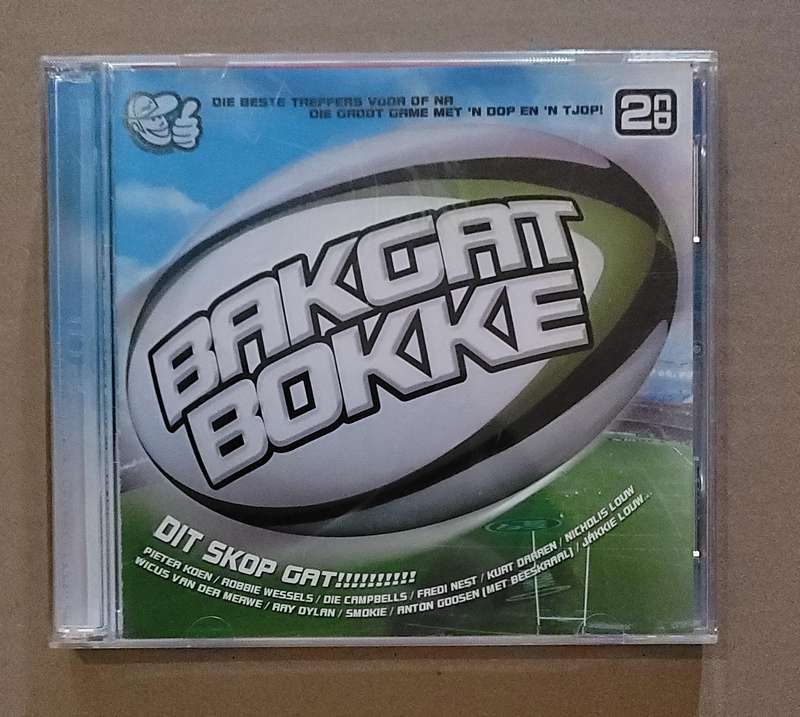 DIE BESTE TREFFERS VOOR OF NA
DIE GROOT GAME MET 'N DOP EN 'N TJOP!
2CD
BAKGAT
BOKKE
DIT SKOP GAT!!!!!!!!!!
PIETER KOEN / ROBBIE WESSELS / DIE CAMPBELLS / FREDI NEST / KURT DARREN / NICHOLIS LOUW
WICUS VAN DER MERWE / RAY DYLAN / SMOKIE / ANTON GOOSEN (MET BEESKRAAL) / JAKKIE LOUW...